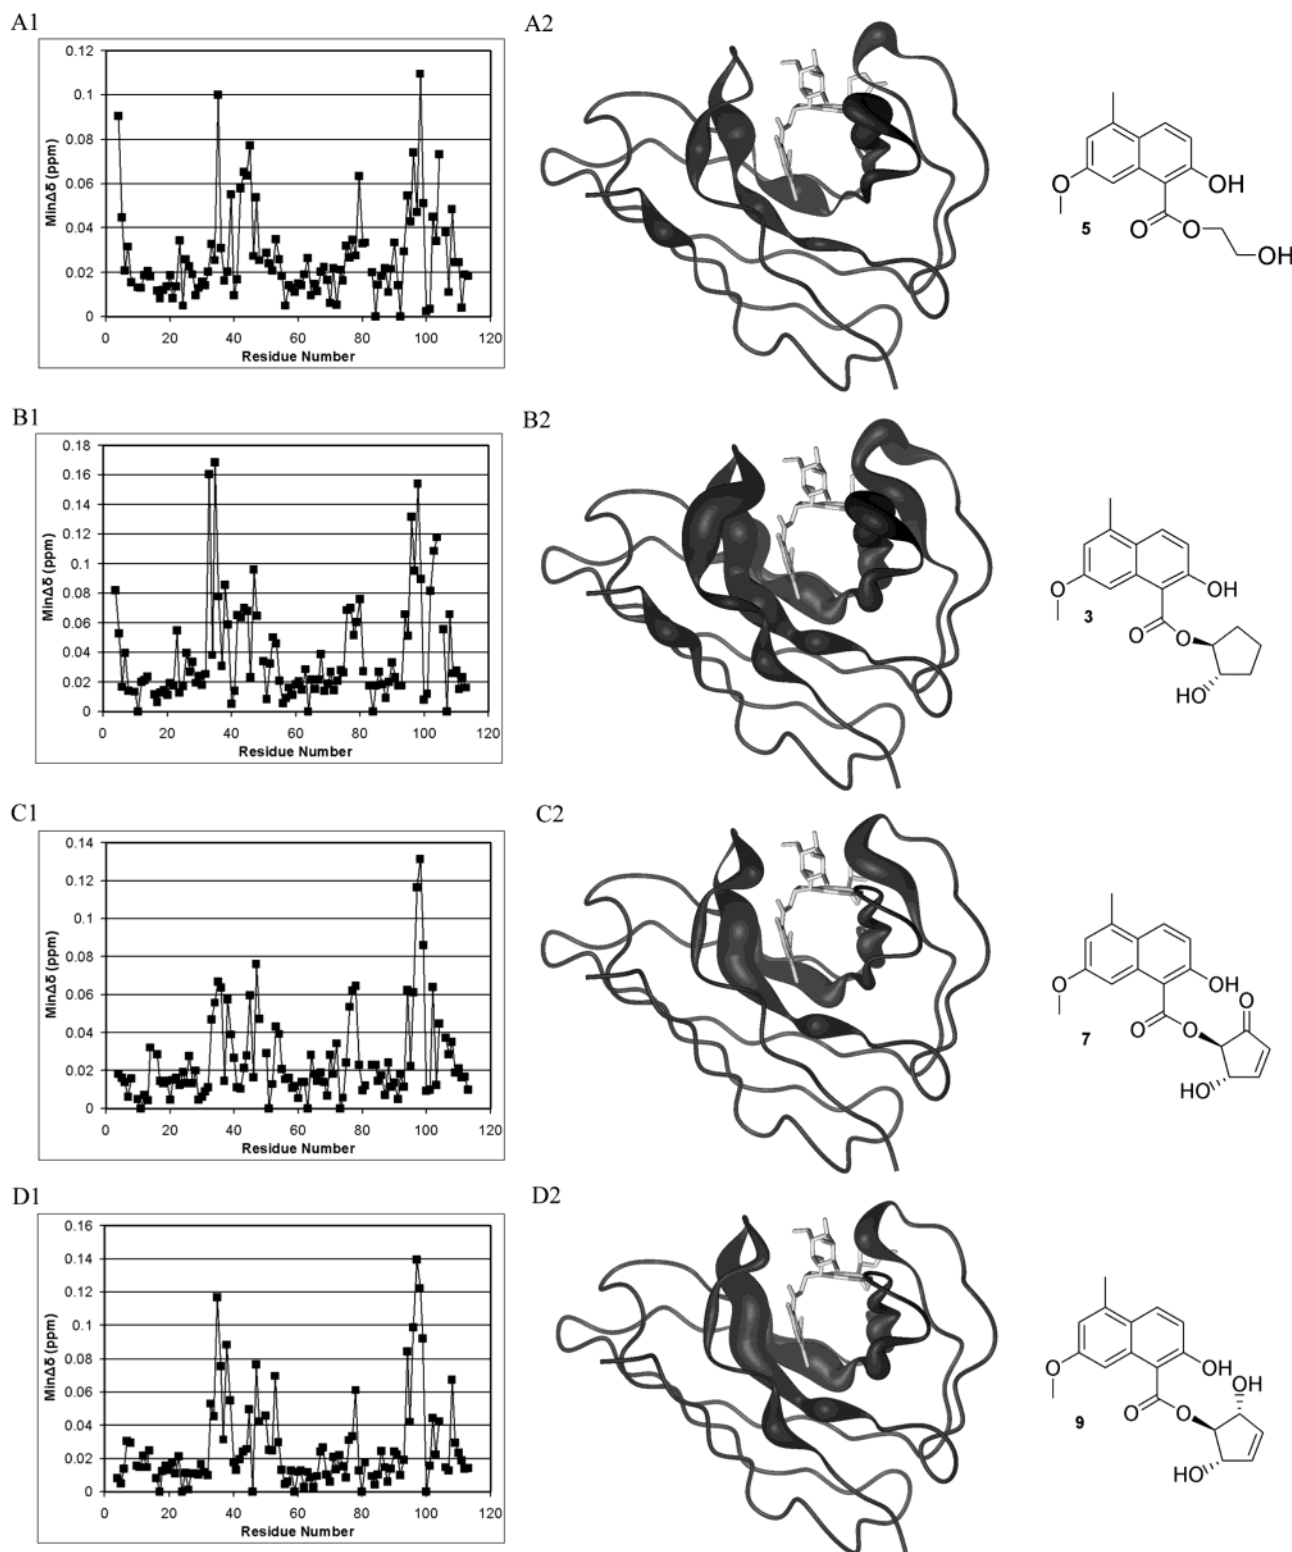 A1
A2
MinΔδ (ppm)
0.12
0.1
0.08
0.06
0.04
0.02
0
0 20 40 60 80 100 120
Residue Number
OH
O
5
O
O
OH
B1
B2
MinΔδ (ppm)
0.18
0.16
0.14
0.12
0.1
0.08
0.06
0.04
0.02
0
0 20 40 60 80 100 120
Residue Number
OH
O
3
O
O
HO
C1
C2
MinΔδ (ppm)
0.14
0.12
0.1
0.08
0.06
0.04
0.02
0
0 20 40 60 80 100 120
Residue Number
OH
O
O
7
O
O
HO
D1
D2
MinΔδ (ppm)
0.16
0.14
0.12
0.1
0.08
0.06
0.04
0.02
0
0 20 40 60 80 100 120
Residue Number
OH
O
HO
9
O
O
HO